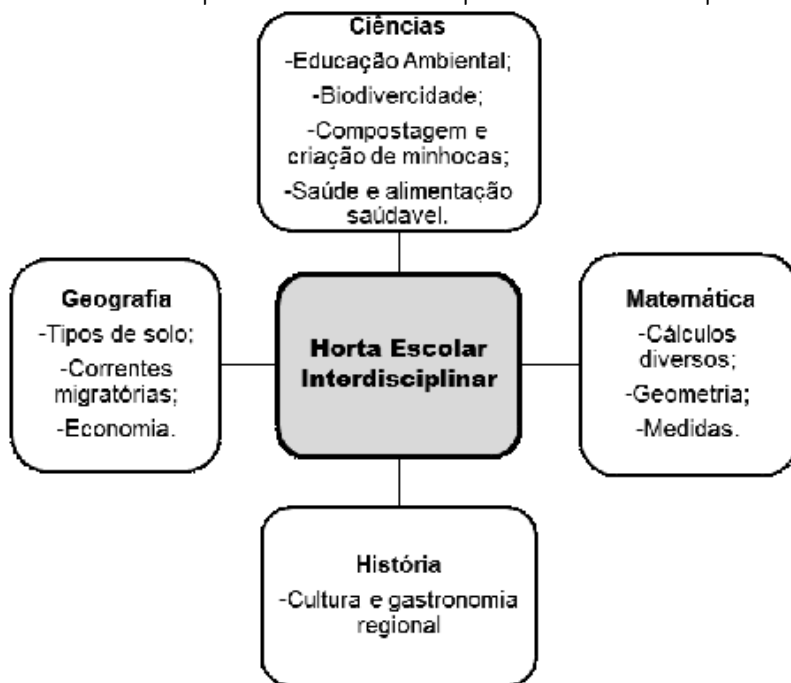 Ciências
-Educação Ambiental;
-Biodivercidade;
-Compostagem e
criação de minhocas;
-Saúde e alimentação
saúdavel.
Geografia
-Tipos de solo;
-Correntes
migratórias;
-Economia.
Horta Escolar
Interdisciplinar
Matemática
-Cálculos
diversos;
-Geometria;
-Medidas.
História
-Cultura e gastronomia
regional